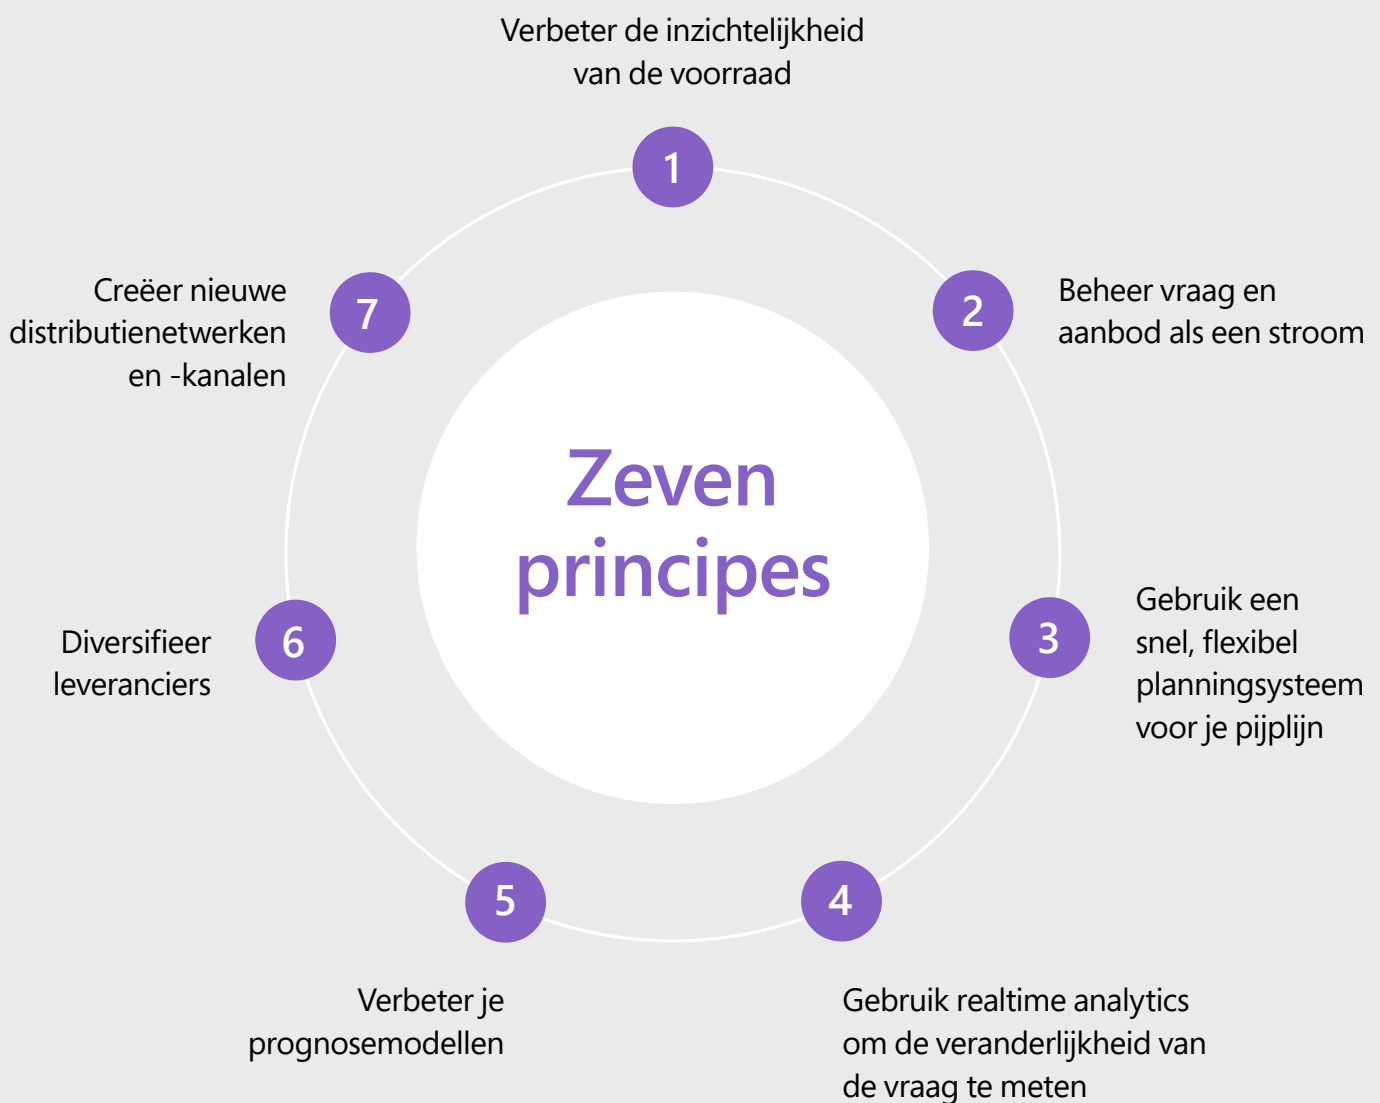 Verbeter de inzichtelijkheid
van de voorraad
1
2
Beheer vraag en
aanbod als een stroom
3
Gebruik een
snel, flexibel
planningsysteem
voor je pijplijn
4
Gebruik realtime analytics
om de veranderlijkheid van
de vraag te meten
5
Verbeter je
prognosemodellen
6
Diversifieer
leveranciers
7
Creëer nieuwe
distributienetwerken
en -kanalen
Zeven
principes